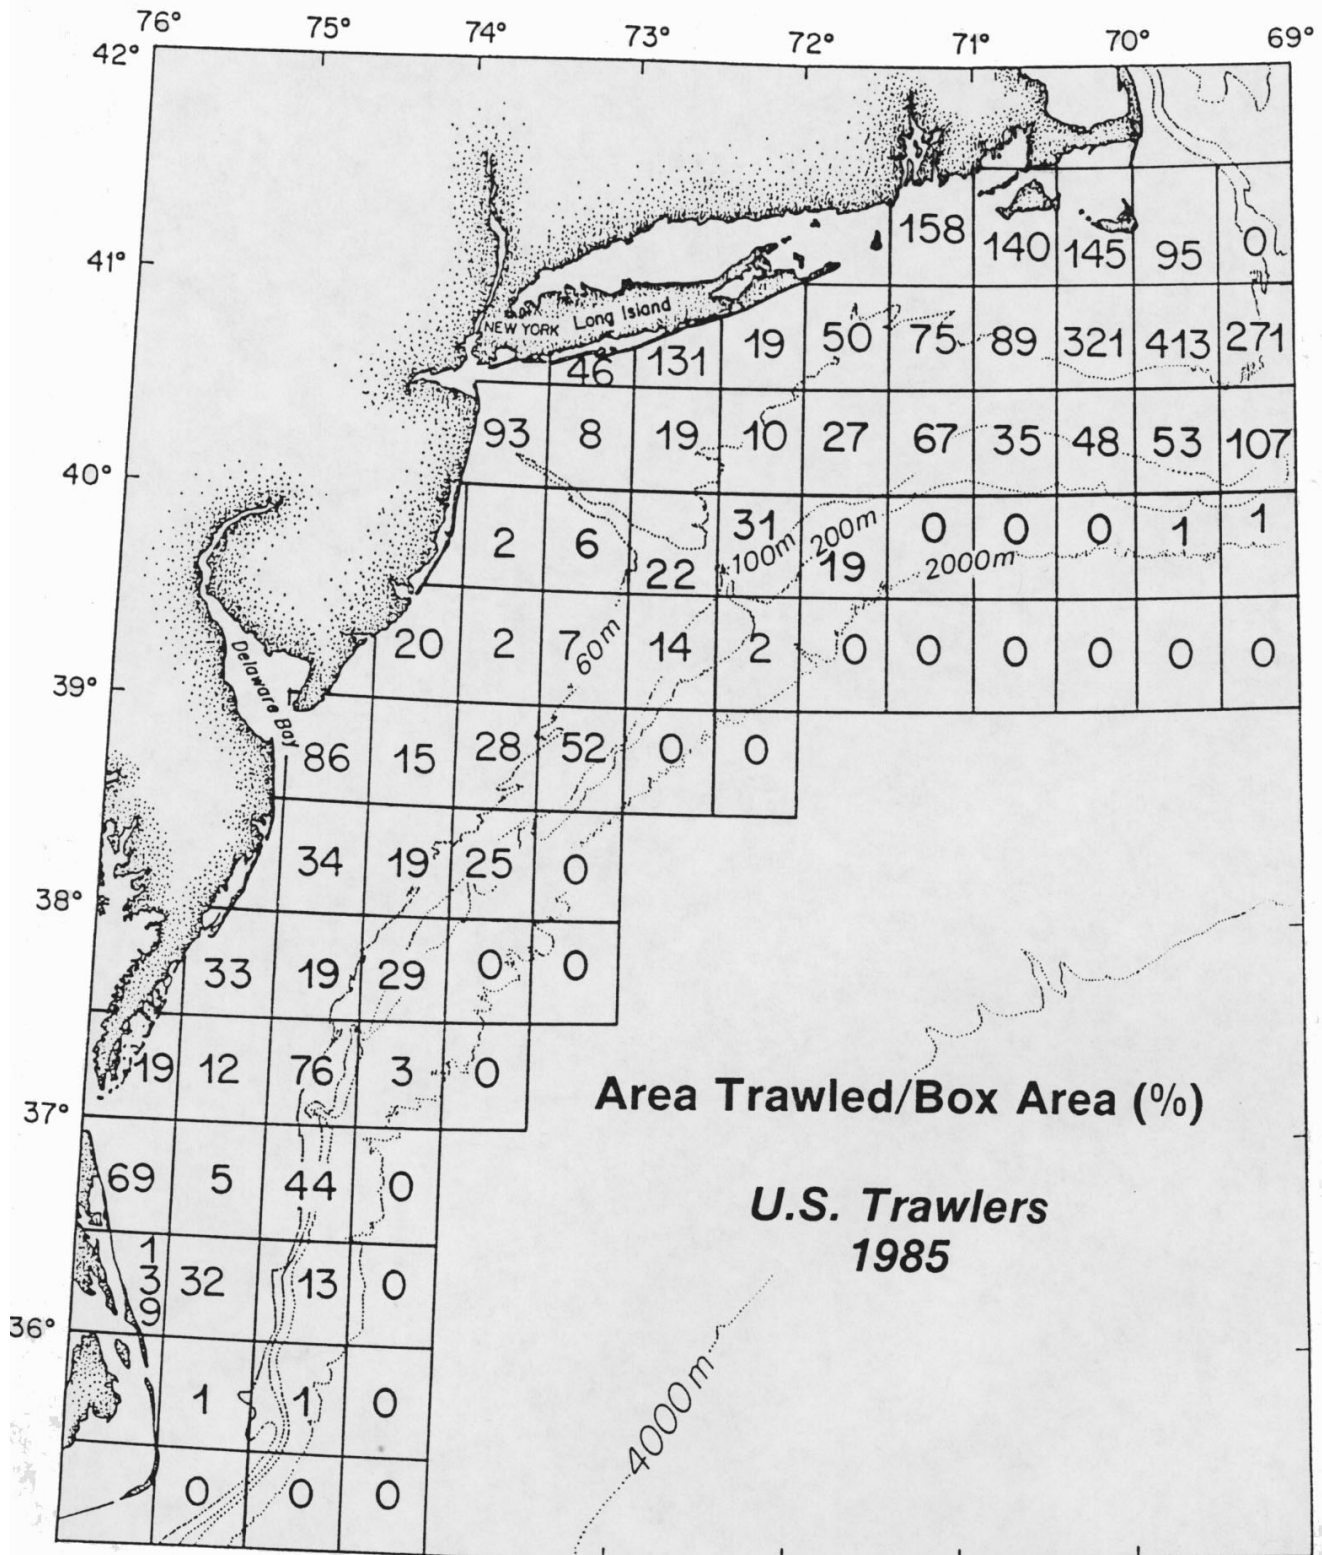 76° 75° 74° 73° 72° 71° 70° 69°
42°
158 140 145 95 0
41°
NEW YORK Long Island
46 131 19 50 75 89 321 413 271
93 8 19 10 27 67 35 48 53 107
40°
2 6 22 31 19 0 0 0 1 1
100m 200m 2000m
20 2 7 14 2 0 0 0 0 0 0
60m
39°
Delaware Bay
86 15 28 52 0 0
34 19 25 0
38°
33 19 29 0 0
19 12 76 3 0
37°
Area Trawled/Box Area (%)
69 5 44 0
U.S. Trawlers
1985
139 32 13 0
36°
1 1 0
4000m
0 0 0